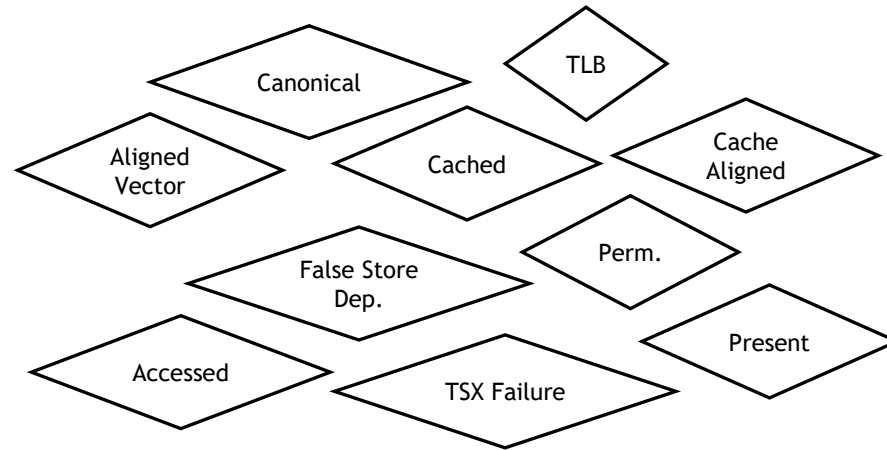 Canonical
TLB
Aligned
Vector
Cached
Cache
Aligned
False Store
Dep.
Perm.
Accessed
TSX Failure
Present